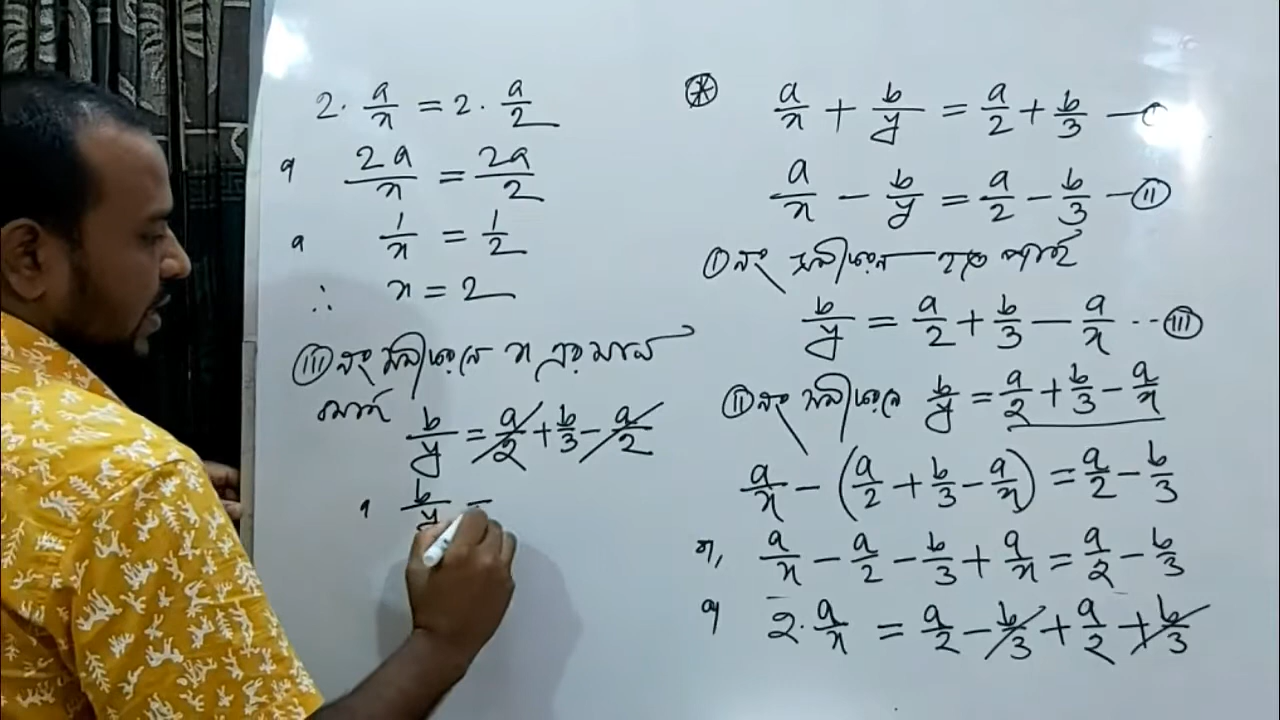 2. a/x = 2. a/2
বা 2a/x = 2a/2
বা 1/x = 1/2
∴ x = 2
(III) নং সমীকরণে x এর মান
b/y = a/2 + b/3 - a/2
বা b/y =
* a/x + b/y = a/2 + b/3 —
a/x - b/y = a/2 - b/3 — (II)
(I) নং সমীকরণ হতে পাই
b/y = a/2 + b/3 - a/x ... (III)
(II) নং সমীকরণে b/y = a/2 + b/3 - a/x
a/x - (a/2 + b/3 - a/x) = a/2 - b/3
বা, a/x - a/2 - b/3 + a/x = a/2 - b/3
বা 2. a/x = a/2 - b/3 + a/2 + b/3